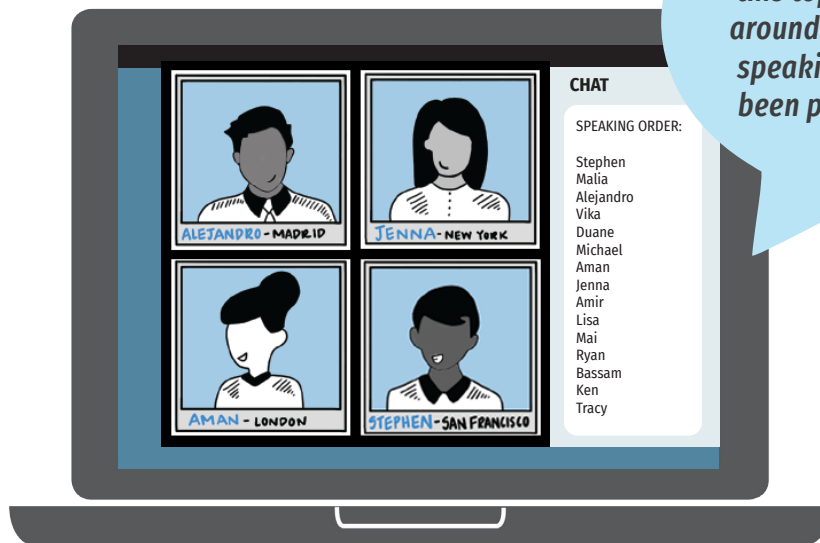 around
speaki
been p
CHAT
SPEAKING ORDER:
Stephen
Malia
Alejandro
Vika
Duane
Michael
Aman
Jenna
Amir
Lisa
Mai
Ryan
Bassam
Ken
Tracy
ALEJANDRO - MADRID
JENNA - NEW YORK
AMAN - LONDON
STEPHEN - SAN FRANCISCO